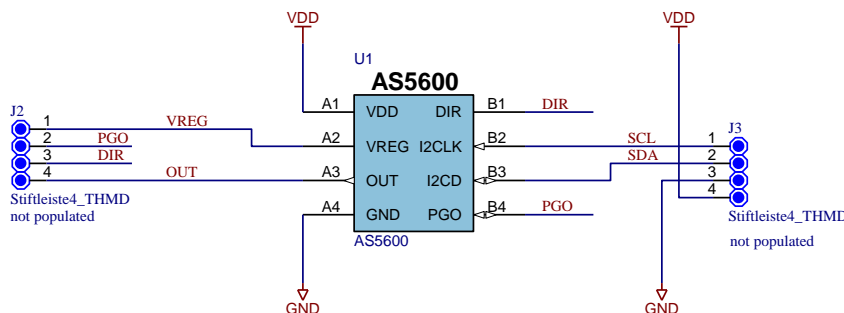 VDD
VDD
U1
AS5600
J2
1 VREG
2 PGO
3 DIR
4 OUT
Stiftleiste4_THMD
not populated
A1 VDD DIR B1 DIR
A2 VREG I2CLK B2 SCL
A3 OUT I2CD B3 SDA
A4 GND PGO B4 PGO
AS5600
J3
1
2
3
4
Stiftleiste4_THMD
not populated
GND
GND